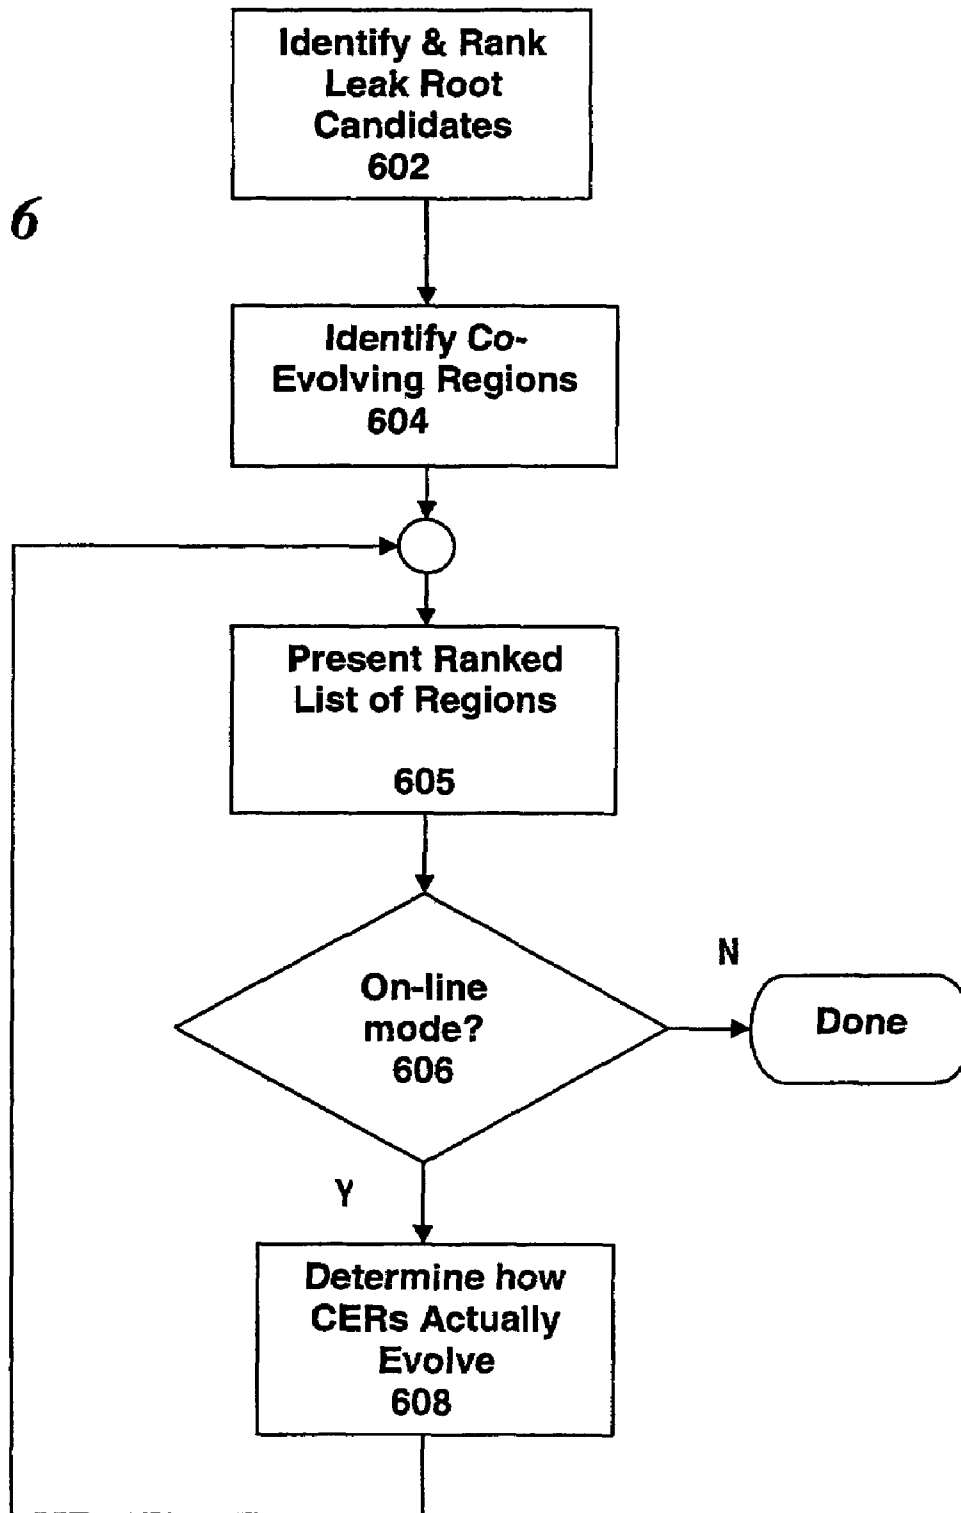 Identify & Rank
Leak Root
Candidates
602
6
Identify Co-
Evolving Regions
604
Present Ranked
List of Regions
605
On-line
mode?
606
N
Done
Y
Determine how
CERs Actually
Evolve
608